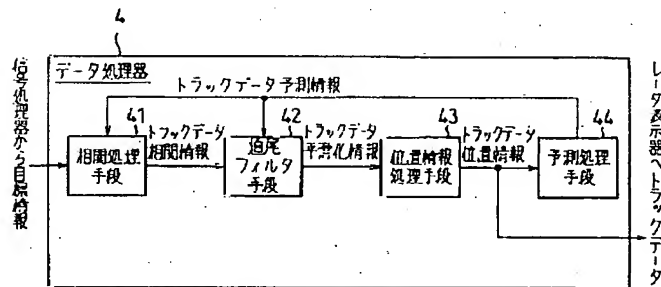 4
データ処理器
トラックデータ予測情報
信号処理器から目標情報
41
相関処理
手段
トラックデータ
相関情報
42
追尾
フィルタ
手段
トラックデータ
平滑化情報
43
位置情報
処理手段
トラックデータ
位置情報
44
予測処理
手段
レーダ表示器へトラックデータ